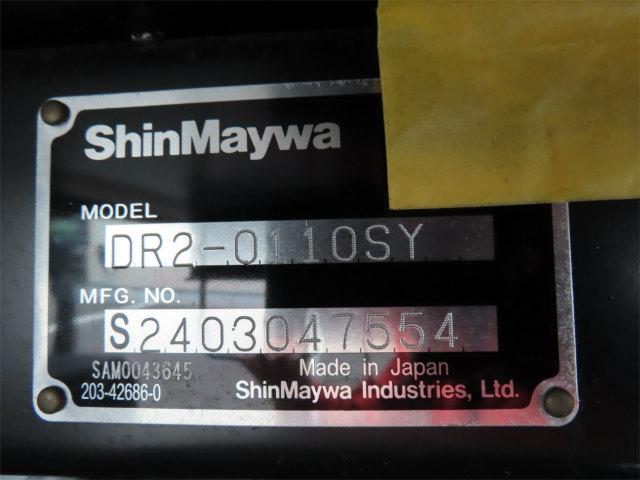 ShinMaywa
MODEL
DR2-0110SY
MFG. NO.
S2403047554
SAM0043645
Made in Japan
203-42686-0
ShinMaywa Industries, Ltd.